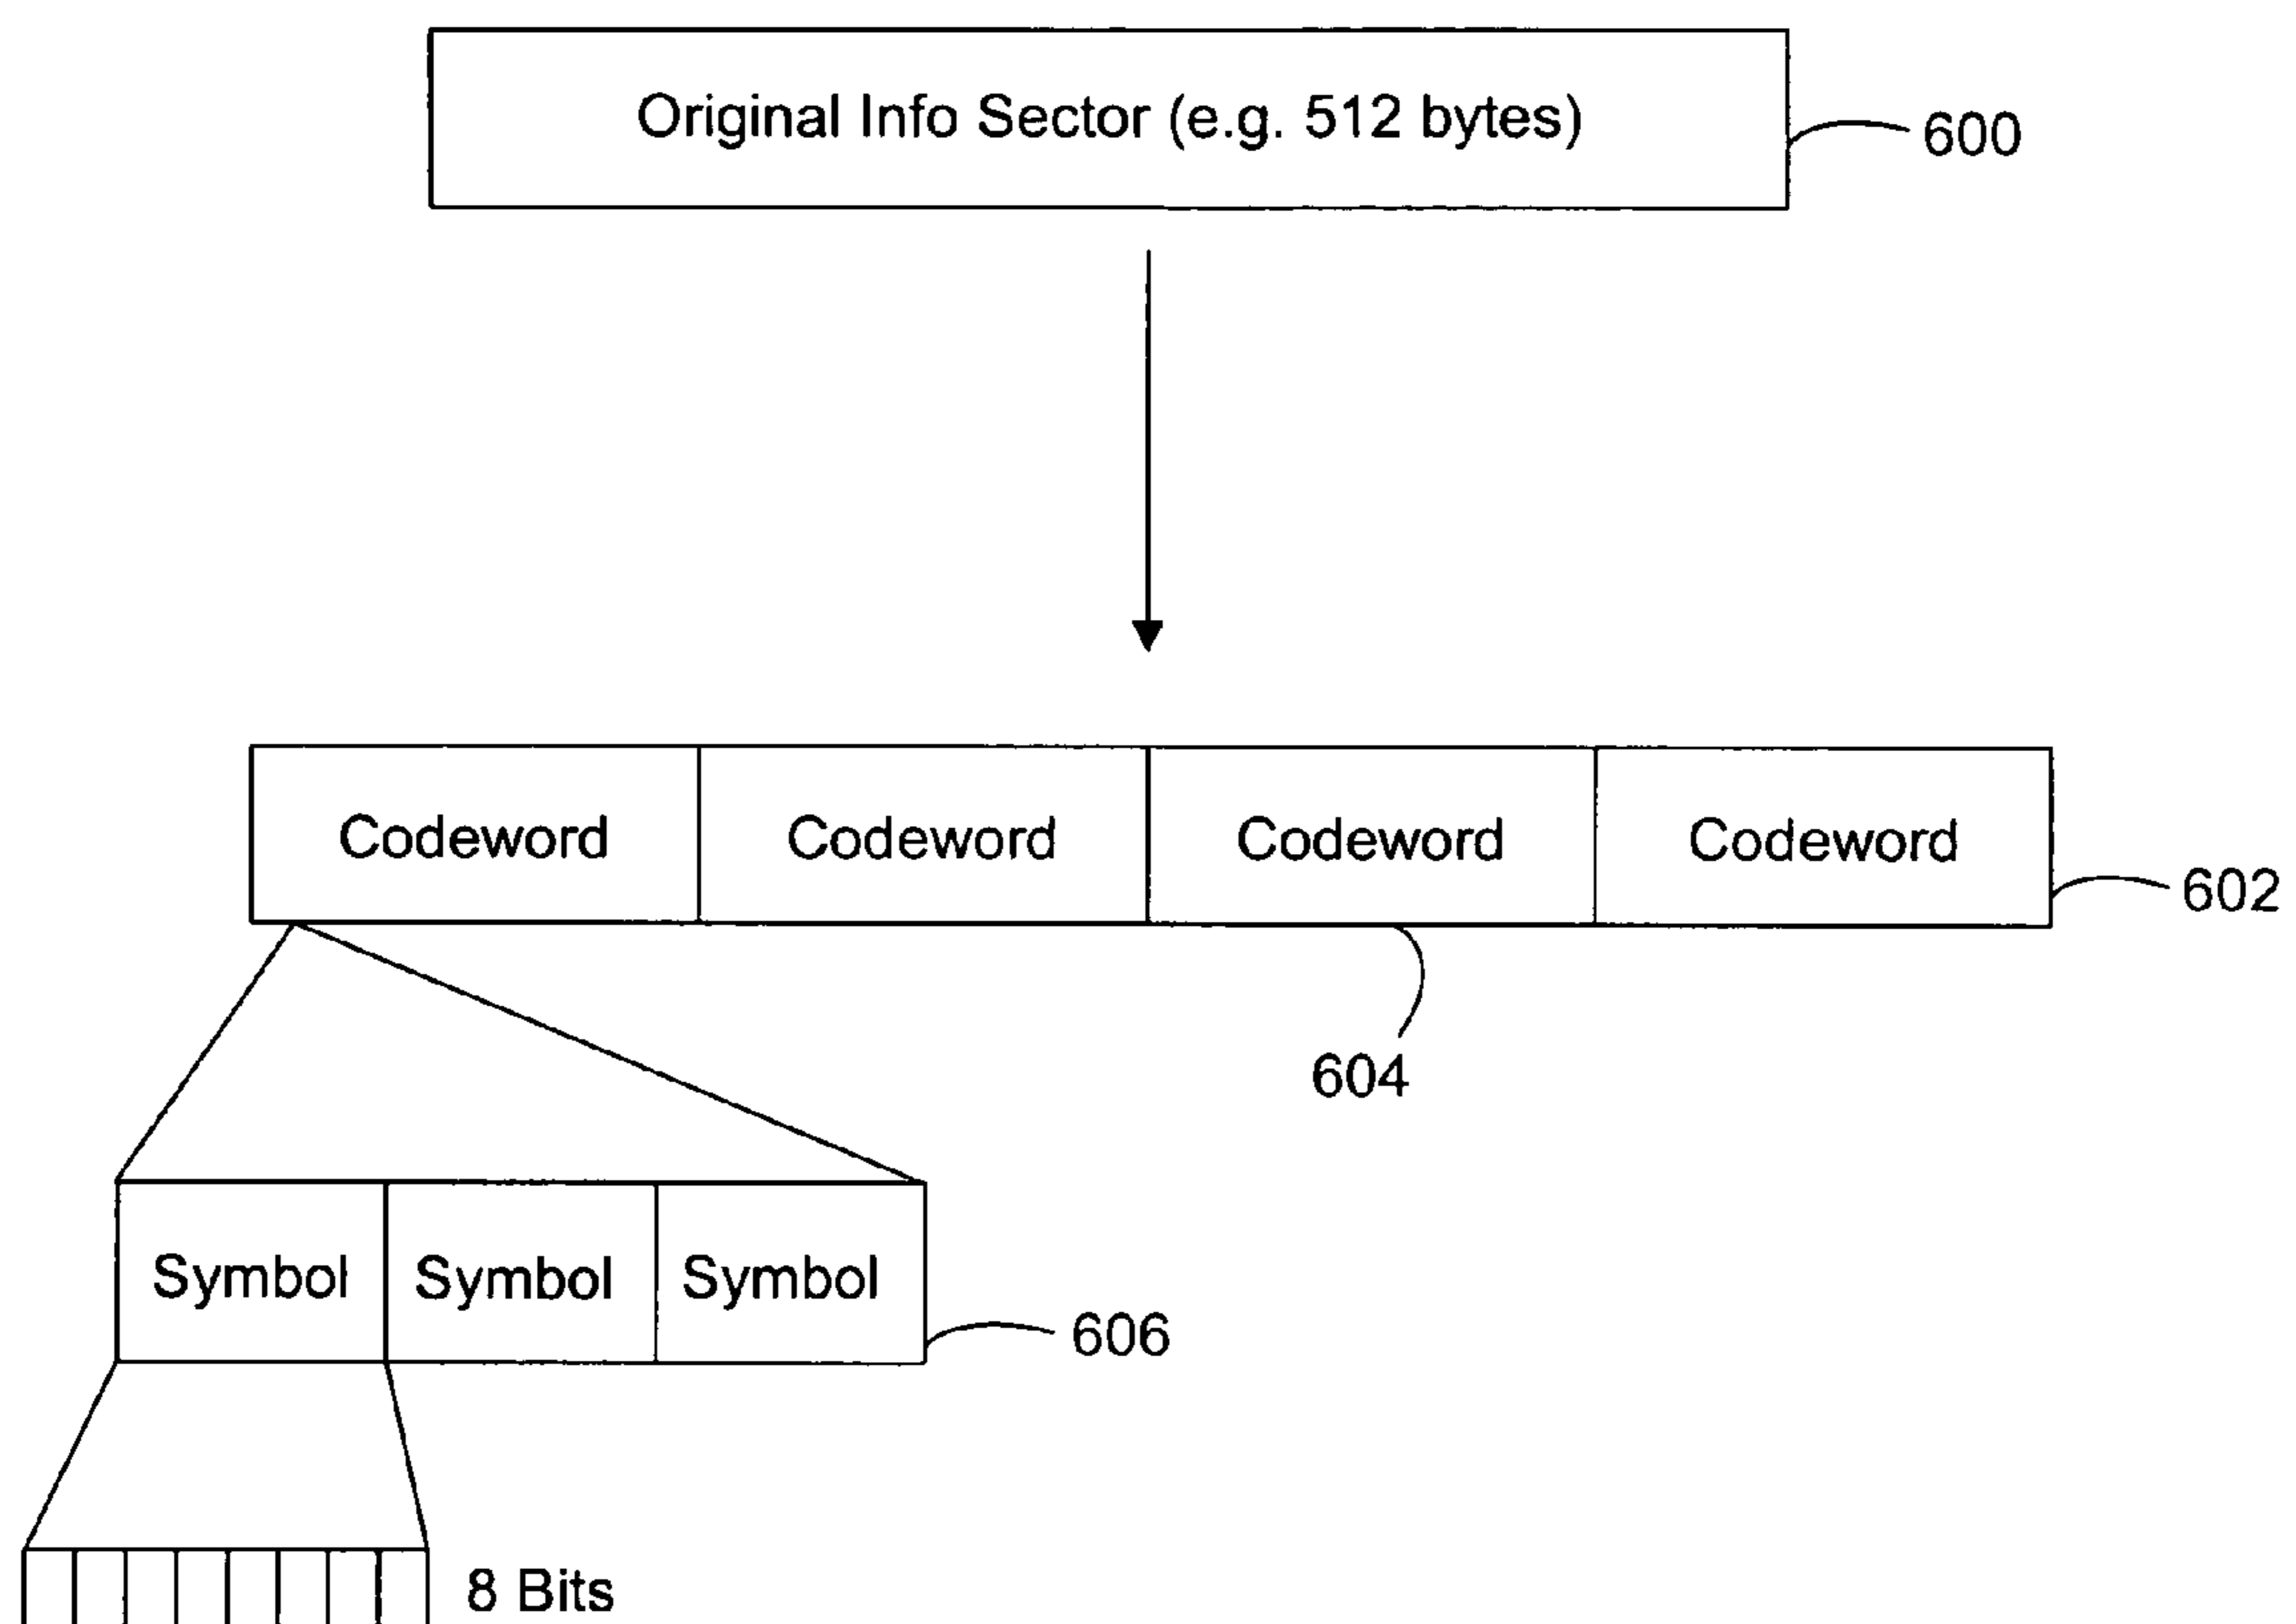 Original Info Sector (e.g. 512 bytes)
600
Codeword Codeword Codeword Codeword
602
604
Symbol Symbol Symbol
606
8 Bits